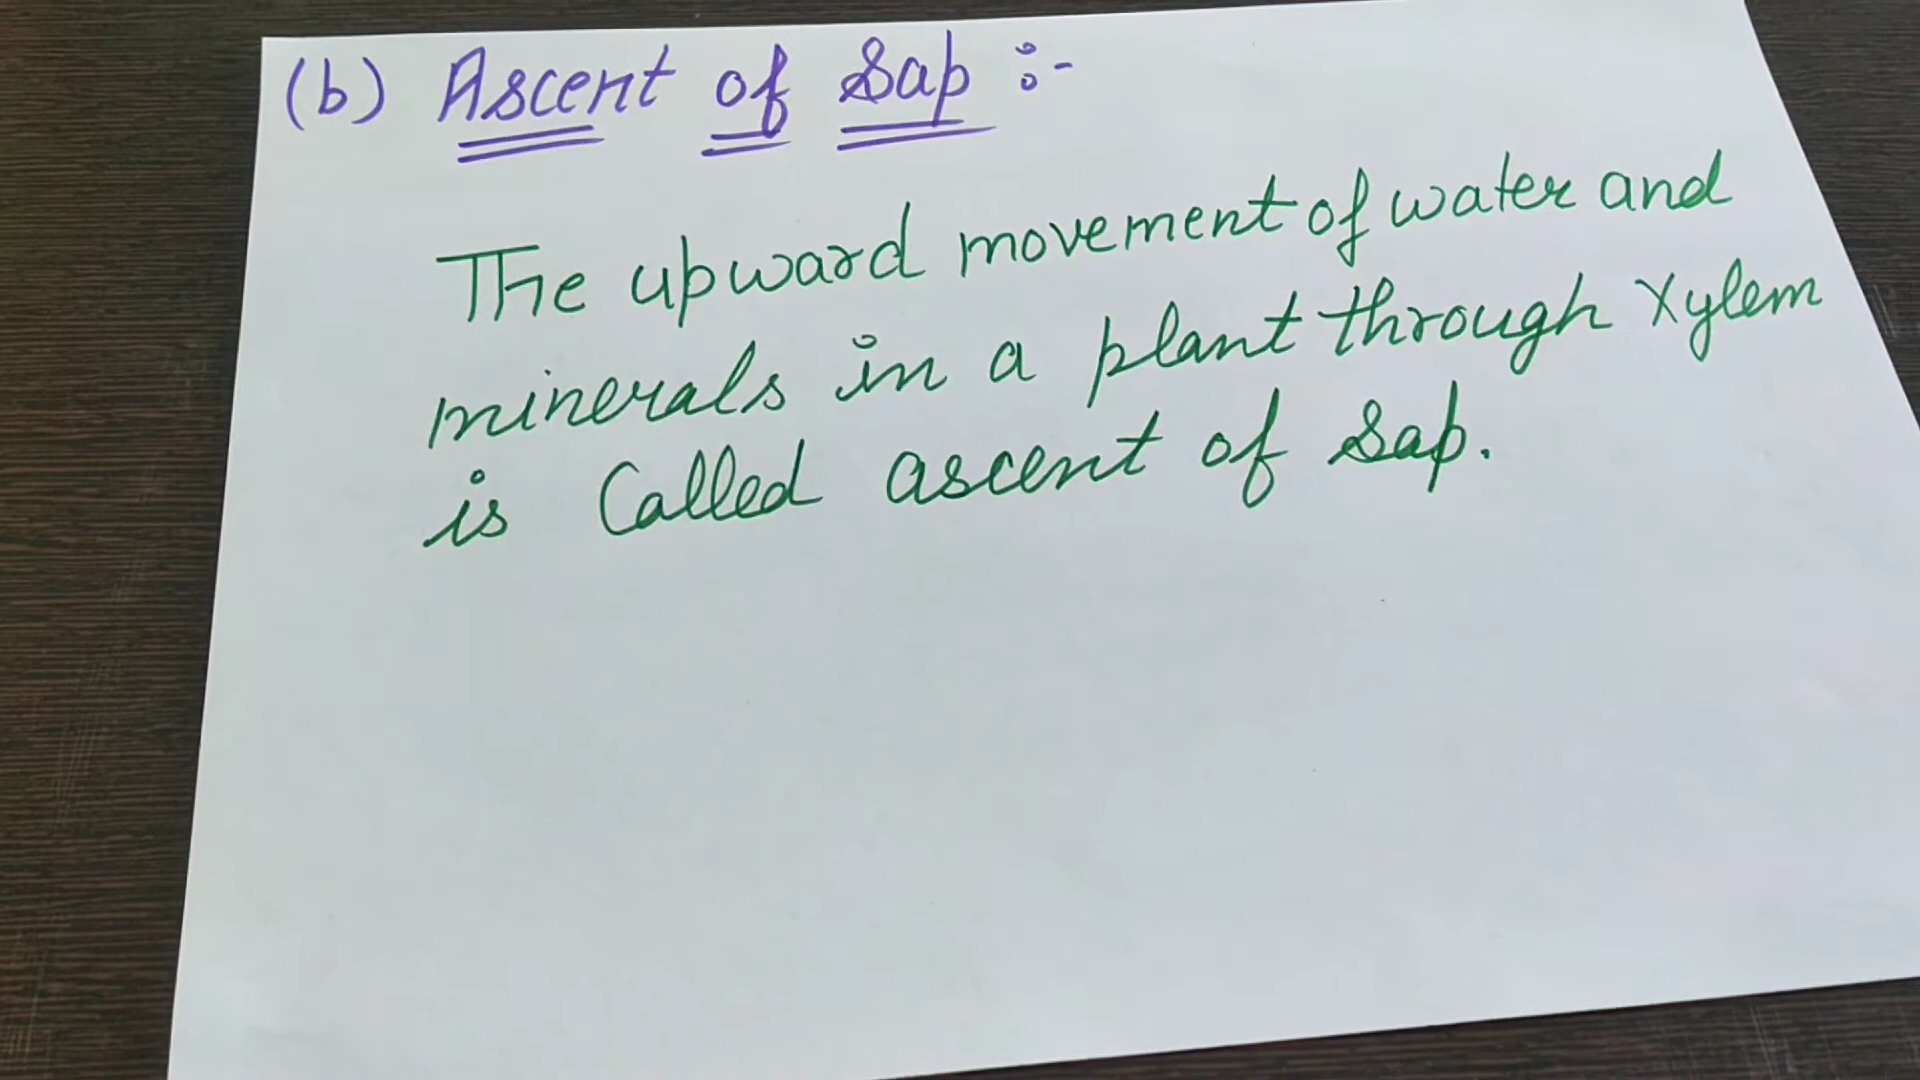 (b) Ascent of Sap :-
The upward movement of water and
minerals in a plant through Xylem
is Called ascent of Sap.